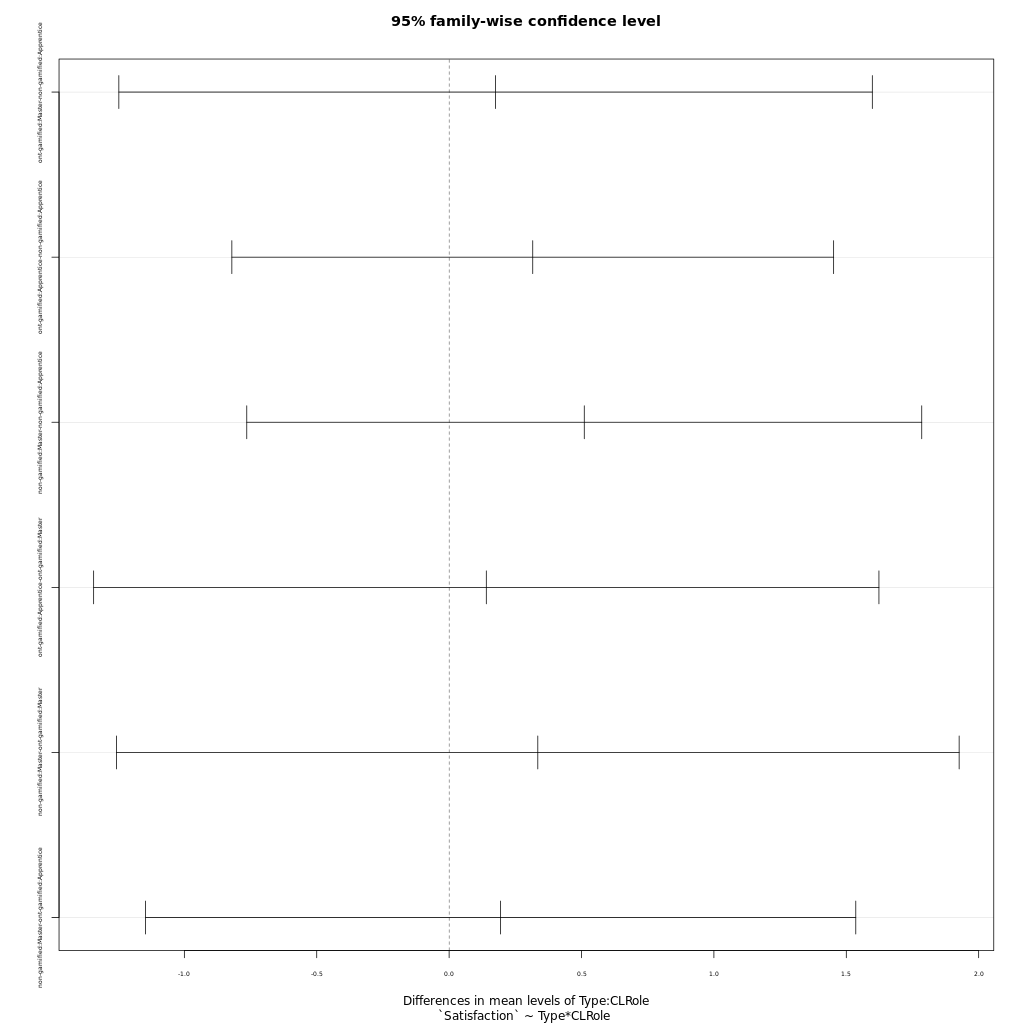 95% family-wise confidence level
ont-gamified:Master-non-gamified:Apprentice
ont-gamified:Apprentice-non-gamified:Apprentice
non-gamified:Master-non-gamified:Apprentice
ont-gamified:Apprentice-ont-gamified:Master
non-gamified:Master-ont-gamified:Master
non-gamified:Master-ont-gamified:Apprentice
-1.0 -0.5 0.0 0.5 1.0 1.5 2.0
Differences in mean levels of Type:CLRole
`Satisfaction` ~ Type*CLRole